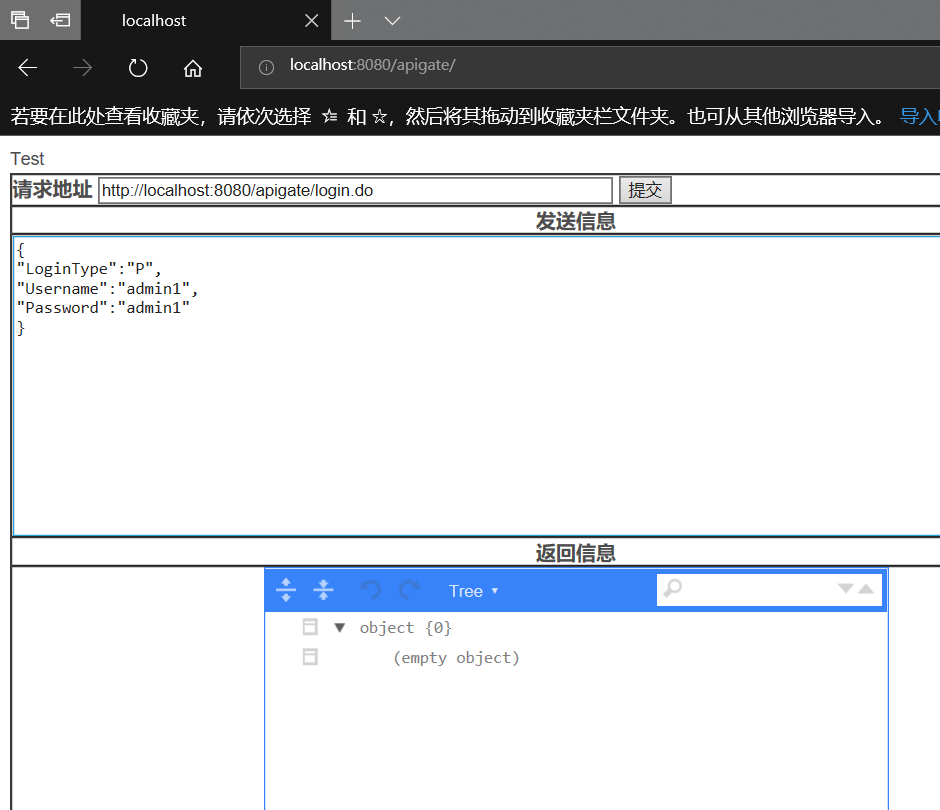 localhost
localhost:8080/apigate/
若要在此处查看收藏夹，请依次选择 和 ☆，然后将其拖动到收藏夹栏文件夹。也可从其他浏览器导入。 导入
Test
请求地址 http://localhost:8080/apigate/login.do 提交
发送信息
{
"LoginType":"P",
"Username":"admin1",
"Password":"admin1"
}
返回信息
Tree ▾
object {0}
(empty object)